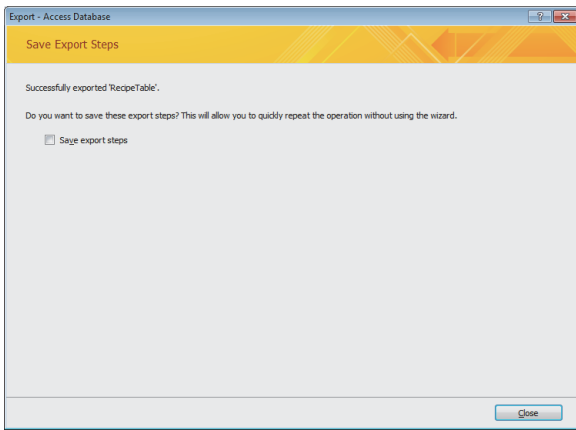 Export - Access Database
Save Export Steps
Successfully exported 'RecipeTable'.
Do you want to save these export steps? This will allow you to quickly repeat the operation without using the wizard.
Save export steps
Close